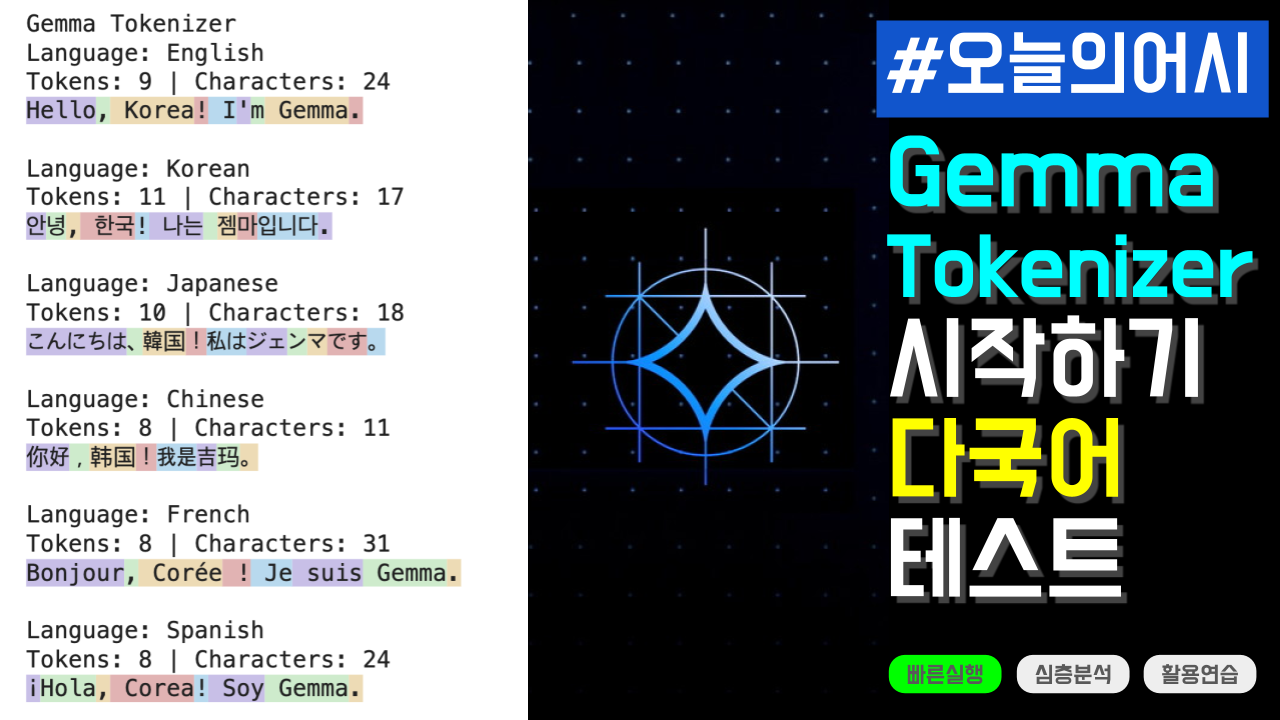 Gemma Tokenizer
Language: English
Tokens: 9 | Characters: 24
Hello, Korea! I'm Gemma.
Language: Korean
Tokens: 11 | Characters: 17
안녕, 한국! 나는 젬마입니다.
Language: Japanese
Tokens: 10 | Characters: 18
こんにちは、韓国！私はジェンマです。
Language: Chinese
Tokens: 8 | Characters: 11
你好，韩国！我是吉玛。
Language: French
Tokens: 8 | Characters: 31
Bonjour, Corée ! Je suis Gemma.
Language: Spanish
Tokens: 8 | Characters: 24
¡Hola, Corea! Soy Gemma.
#오늘의어시
Gemma
Tokenizer
시작하기
다국어
테스트
빠른실행 심층분석 활용연습